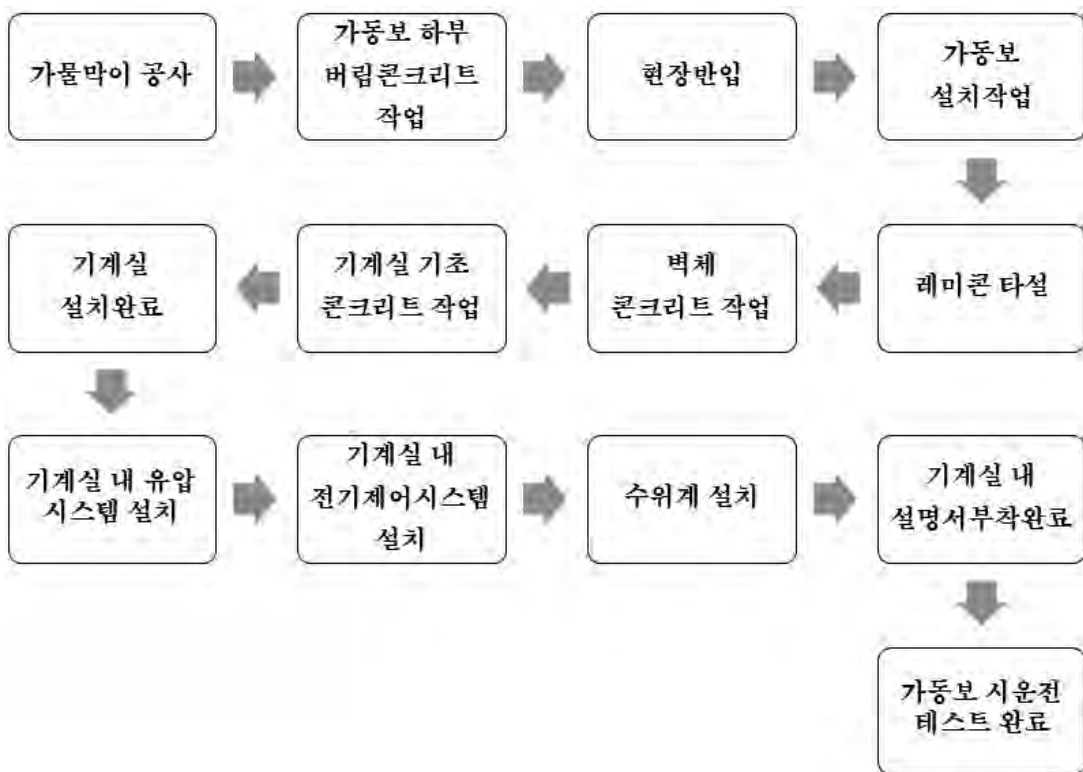 가물막이 공사
가동보 하부
버림콘크리트
작업
현장반입
가동보
설치작업
레미콘 타설
벽체
콘크리트 작업
기계실 기초
콘크리트 작업
기계실
설치완료
기계실 내 유압
시스템 설치
기계실 내
전기제어시스템
설치
수위계 설치
기계실 내
설명서부착완료
가동보 시운전
테스트 완료